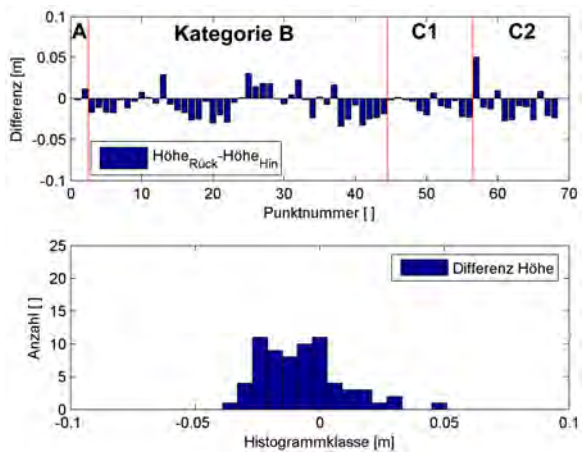 0.1
0.05
0
-0.05
-0.1
Differenz [m]
A
Kategorie B
C1
C2
Höhe_Rück-Höhe_Hin
0 10 20 30 40 50 60 70 80
Punktnummer [ ]
25
20
15
10
5
0
Anzahl [ ]
Differenz Höhe
-0.1 -0.05 0 0.05 0.1
Histogrammklasse [m]